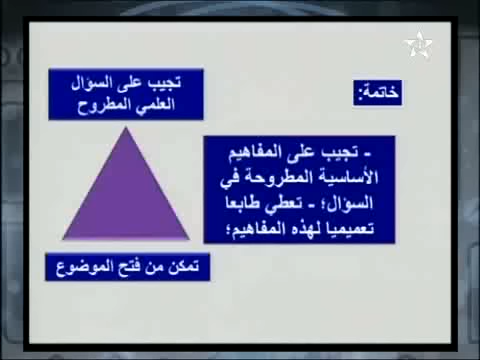 خاتمة:
تجيب على السؤال
العلمي المطروح
- تجيب على المفاهيم
الأساسية المطروحة في
السؤال؛ - تعطي طابعا
تعميميا لهذه المفاهيم؛
تمكن من فتح الموضوع